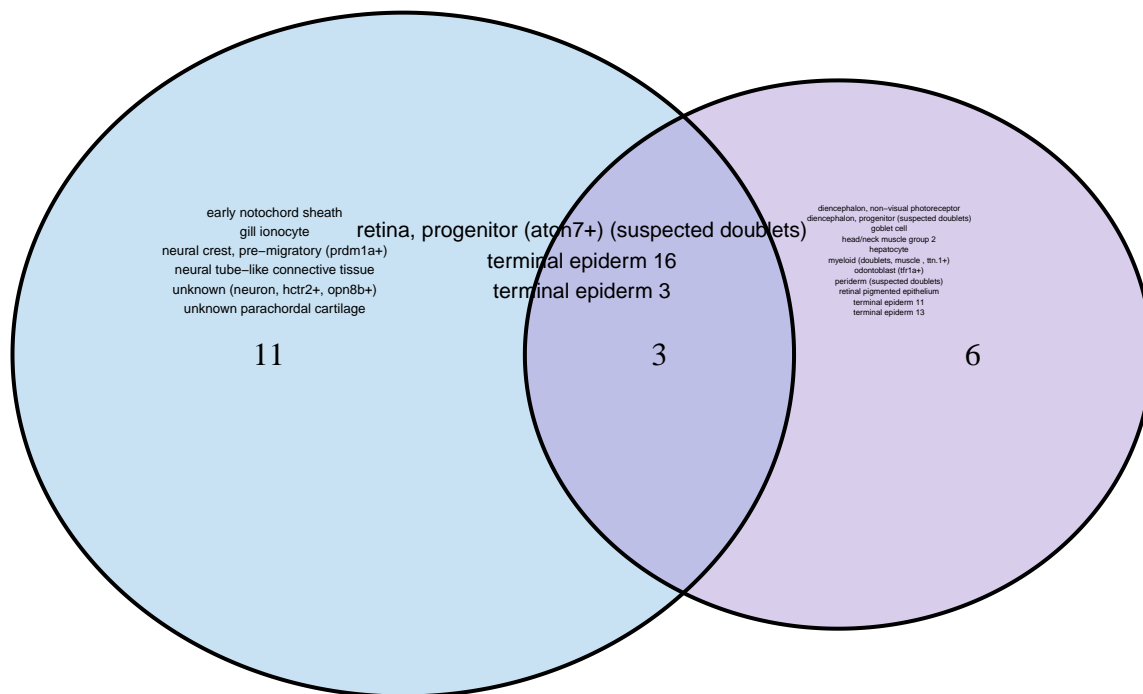 early notochord sheath
gill ionocyte
neural crest, pre−migratory (prdm1a+)
neural tube−like connective tissue
unknown (neuron, hctr2+, opn8b+)
unknown parachordal cartilage
11
retina, progenitor (atoh7+) (suspected doublets)
terminal epiderm 16
terminal epiderm 3
3
diencephalon, non−visual photoreceptor
diencephalon, progenitor (suspected doublets)
goblet cell
head/neck muscle group 2
hepatocyte
myeloid (doublets, muscle , ttn.1+)
odontoblast (tfr1a+)
periderm (suspected doublets)
retinal pigmented epithelium
terminal epiderm 11
terminal epiderm 13
6